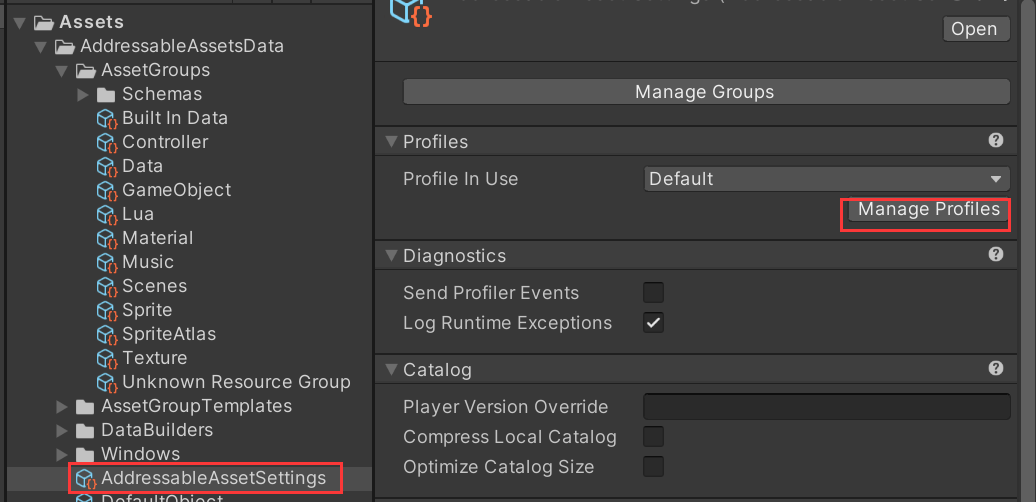 Assets
AddressableAssetsData
AssetGroups
Schemas
Built In Data
Controller
Data
GameObject
Lua
Material
Music
Scenes
Sprite
SpriteAtlas
Texture
Unknown Resource Group
AssetGroupTemplates
DataBuilders
Windows
AddressableAssetSettings
DefaultObject
Open
Manage Groups
Profiles
Profile In Use Default
Manage Profiles
Diagnostics
Send Profiler Events
Log Runtime Exceptions
Catalog
Player Version Override
Compress Local Catalog
Optimize Catalog Size